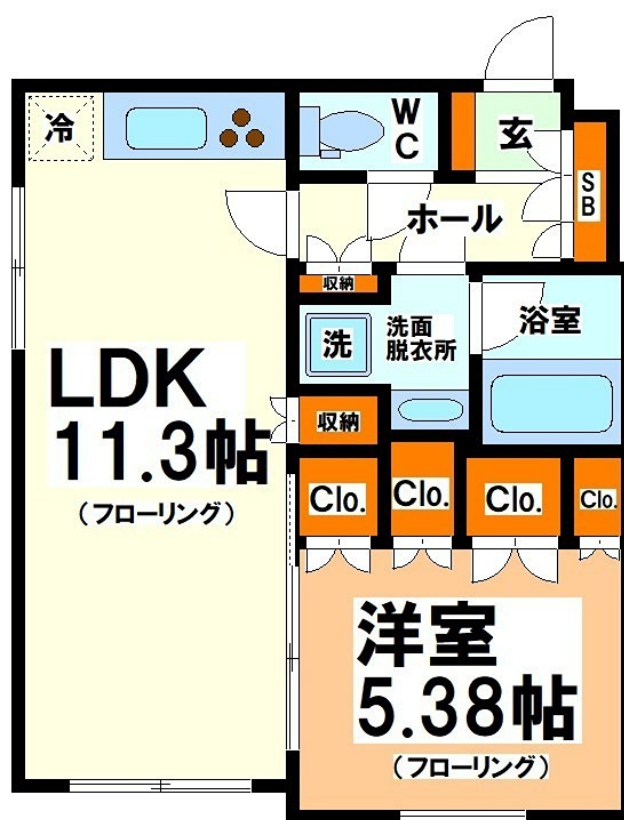 冷
W
C
玄
S
B
ホール
収納
洗
洗面
脱衣所
浴室
LDK
11.3帖
(フローリング)
収納
Clo.
Clo.
Clo.
Clo.
洋室
5.38帖
(フローリング)